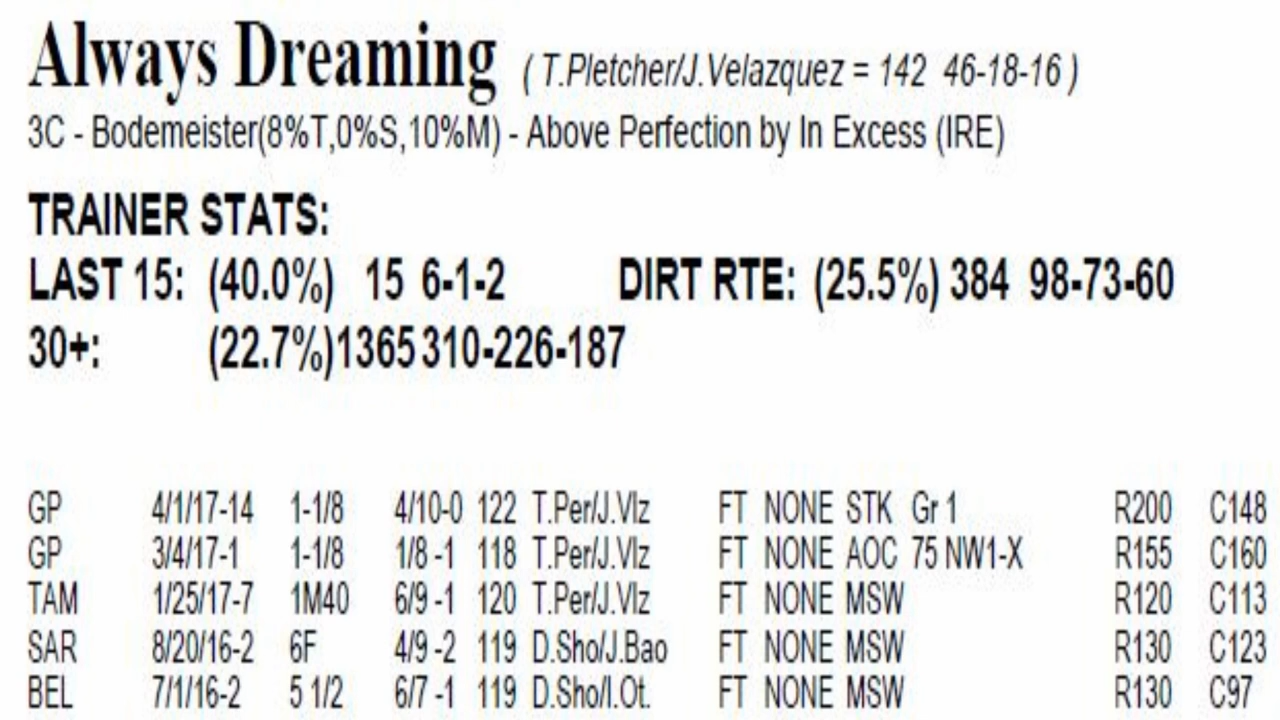 Always Dreaming ( T.Pletcher/J.Velazquez = 142 46-18-16 )
3C - Bodemeister(8%T,0%S,10%M) - Above Perfection by In Excess (IRE)
TRAINER STATS:
LAST 15: (40.0%) 15 6-1-2 DIRT RTE: (25.5%) 384 98-73-60
30+: (22.7%)1365 310-226-187
GP 4/1/17-14 1-1/8 4/10-0 122 T.Per/J.Vlz FT NONE STK Gr 1 R200 C148
GP 3/4/17-1 1-1/8 1/8 -1 118 T.Per/J.Vlz FT NONE AOC 75 NW1-X R155 C160
TAM 1/25/17-7 1M40 6/9 -1 120 T.Per/J.Vlz FT NONE MSW R120 C113
SAR 8/20/16-2 6F 4/9 -2 119 D.Sho/J.Bao FT NONE MSW R130 C123
BEL 7/1/16-2 5 1/2 6/7 -1 119 D.Sho/I.Ot. FT NONE MSW R130 C97